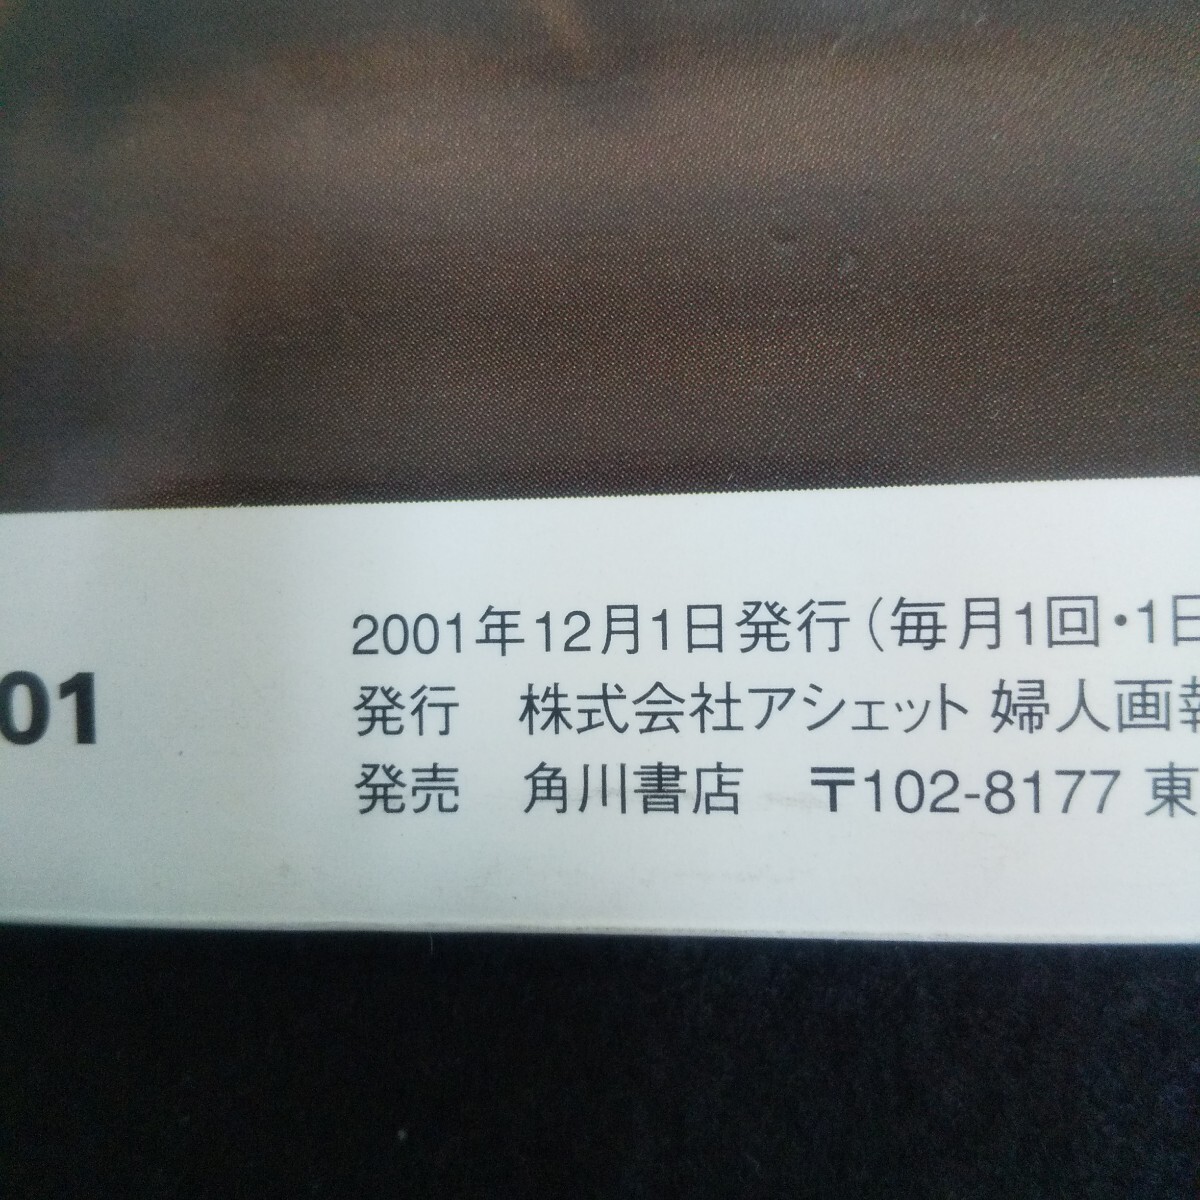 2001年12月1日発行(毎月1回・1日
01
発行 株式会社アシェット 婦人画報
発売 角川書店 〒102-8177 東